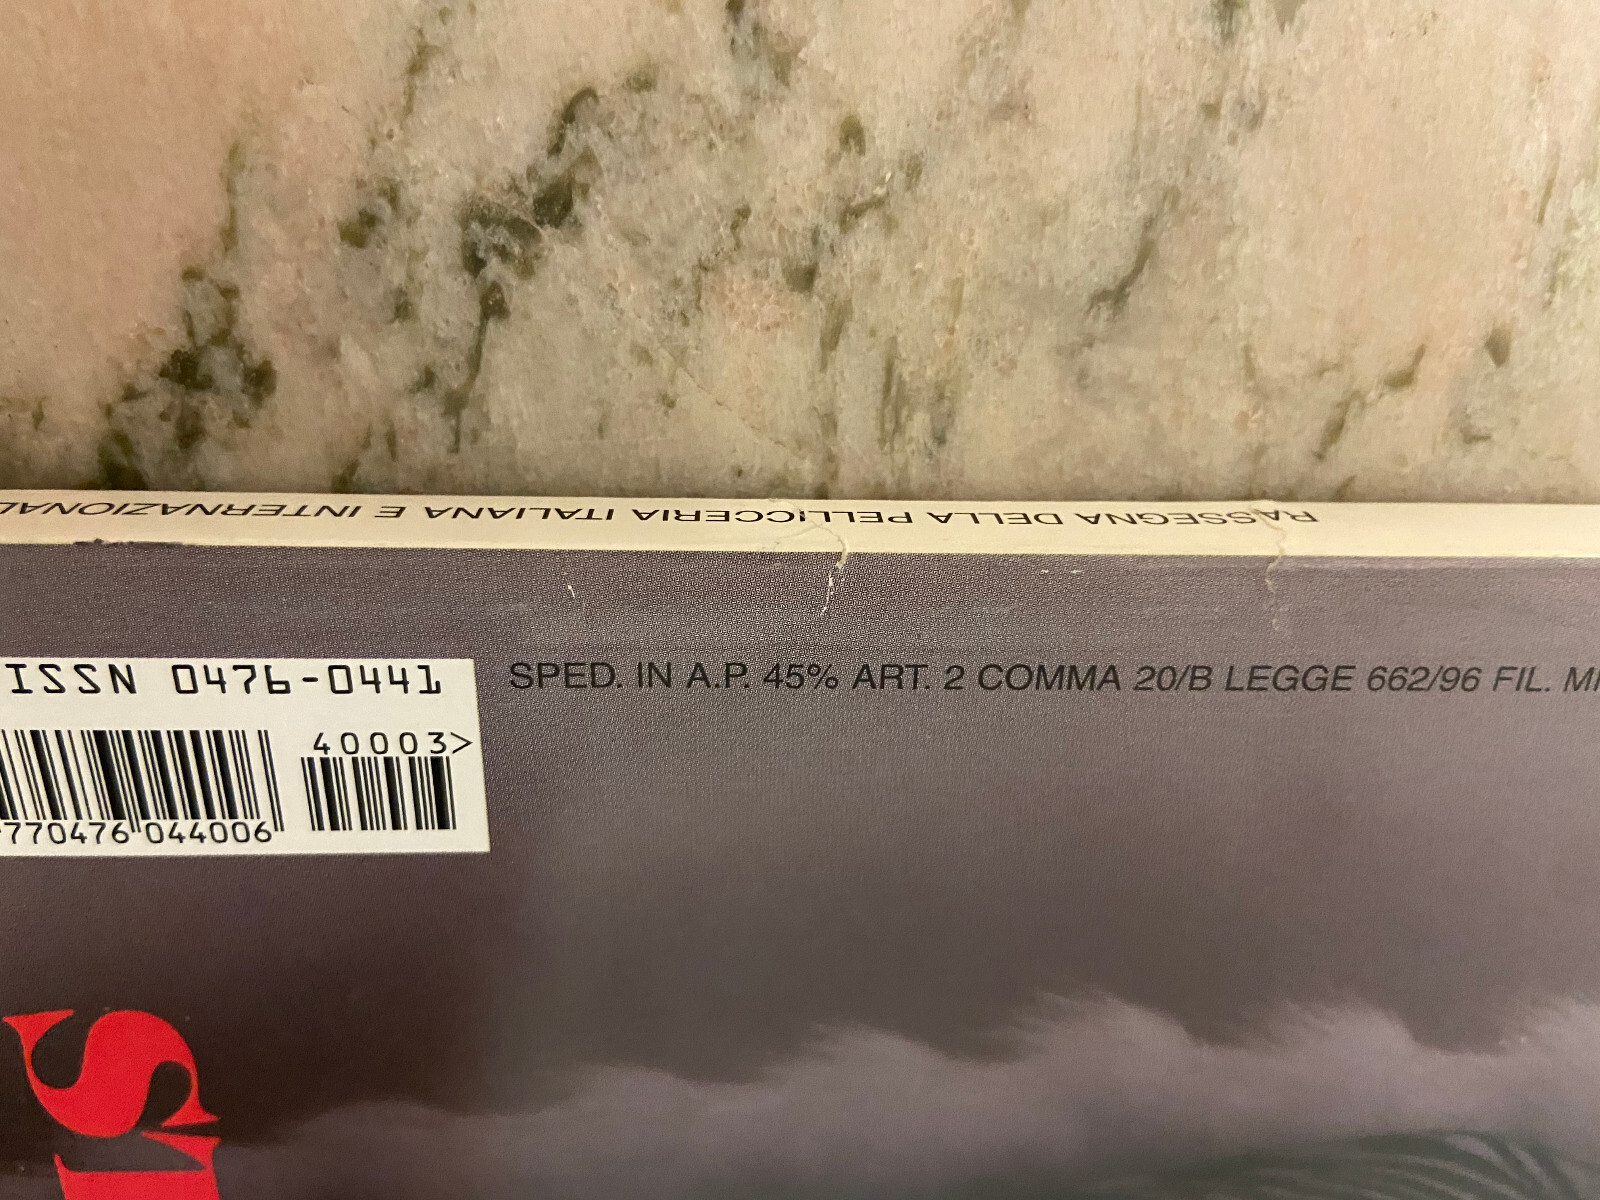 RASSEGNA DELLA PELLICCERIA ITALIANA E INTERNAZIONAL
ISSN 0476-0441
SPED. IN A.P. 45% ART. 2 COMMA 20/B LEGGE 662/96 FIL. MI
40003>
770476 044006
S